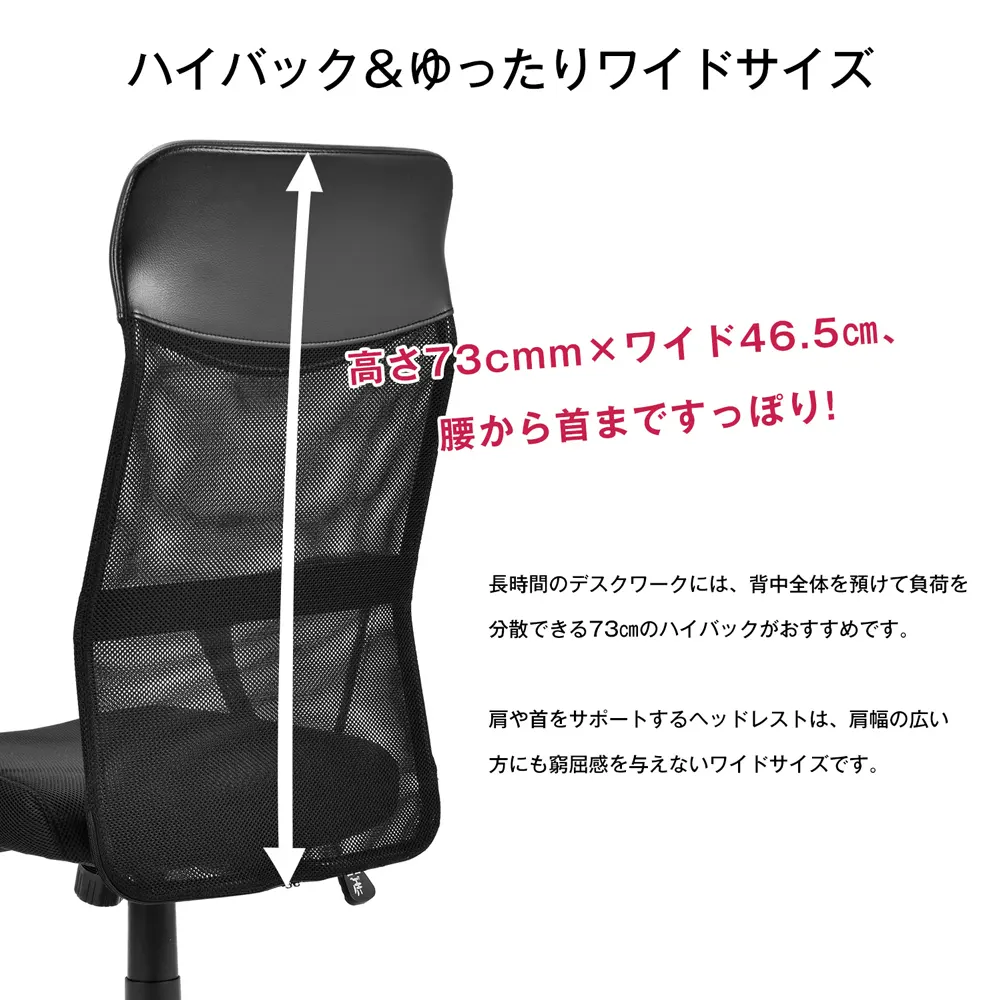 ハイバック&ゆったりワイドサイズ
高さ73cmm×ワイド46.5㎝、
腰から首まですっぽり!
長時間のデスクワークには、背中全体を預けて負荷を
分散できる73㎝のハイバックがおすすめです。
肩や首をサポートするヘッドレストは、肩幅の広い
方にも窮屈感を与えないワイドサイズです。